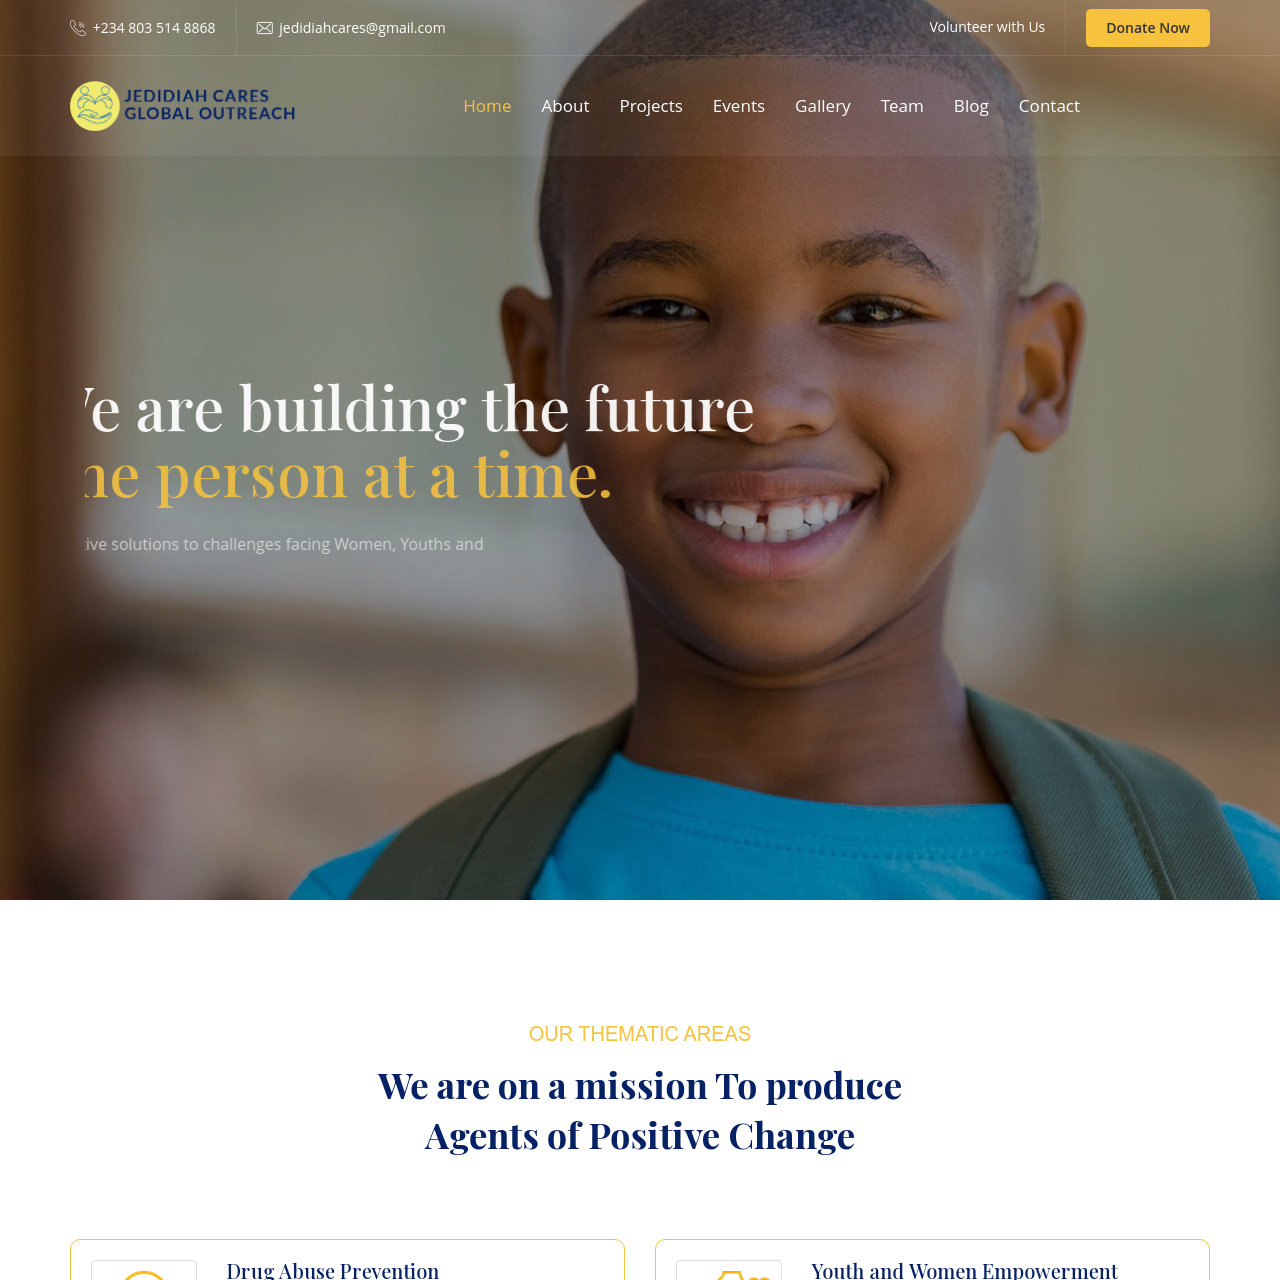 +234 803 514 8868
jedidiahcares@gmail.com
Volunteer with Us
Donate Now
JEDIDIAH CARES
GLOBAL OUTREACH
Home
About
Projects
Events
Gallery
Team
Blog
Contact
e are building the future
ne person at a time.
tive solutions to challenges facing Women, Youths and
OUR THEMATIC AREAS
We are on a mission To produce
Agents of Positive Change
Drug Abuse Prevention
Youth and Women Empowerment